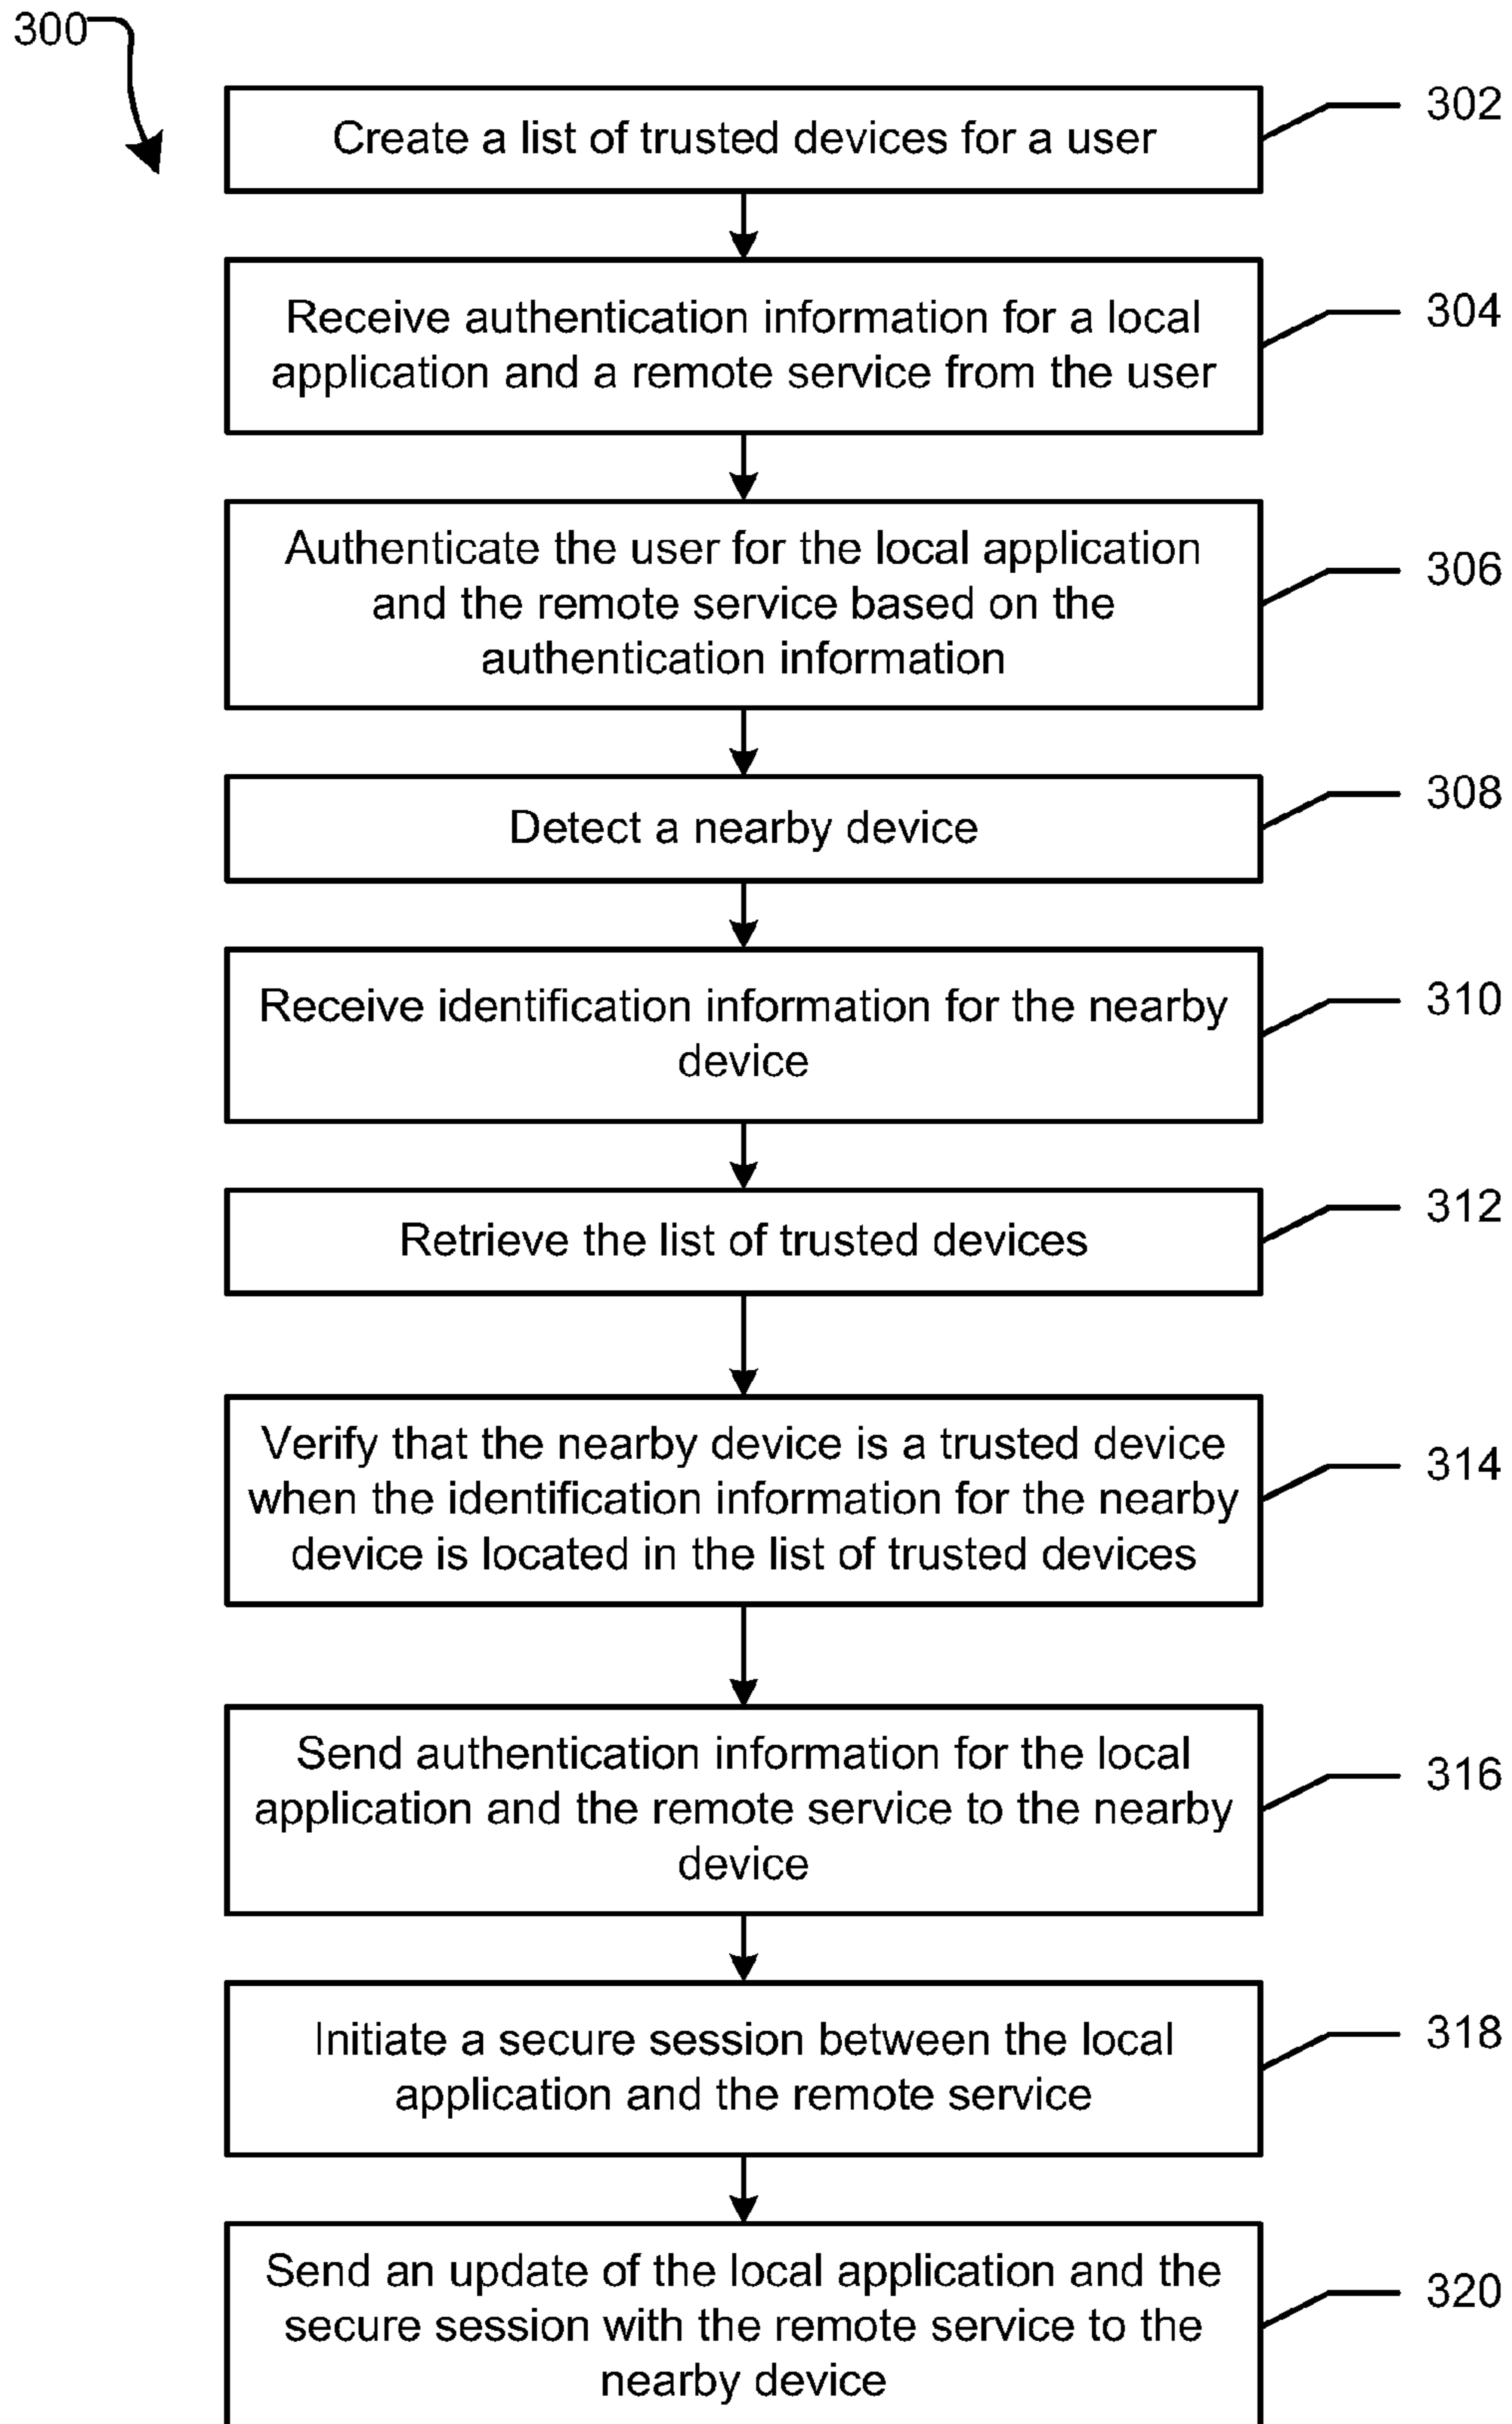 300
302
Create a list of trusted devices for a user
304
Receive authentication information for a local
application and a remote service from the user
306
Authenticate the user for the local application
and the remote service based on the
authentication information
308
Detect a nearby device
310
Receive identification information for the nearby
device
312
Retrieve the list of trusted devices
314
Verify that the nearby device is a trusted device
when the identification information for the nearby
device is located in the list of trusted devices
316
Send authentication information for the local
application and the remote service to the nearby
device
318
Initiate a secure session between the local
application and the remote service
320
Send an update of the local application and the
secure session with the remote service to the
nearby device